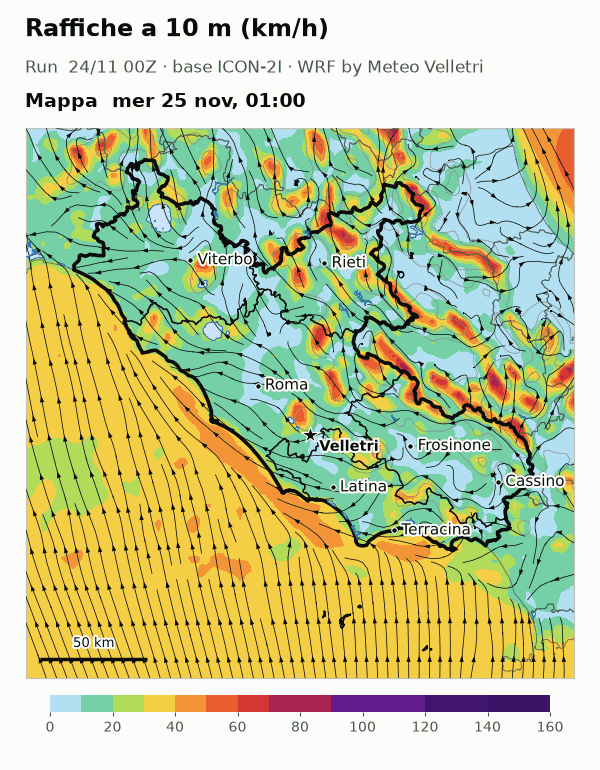 Raffiche a 10 m (km/h)
Run  24/11 00Z · base ICON-2I · WRF by Meteo Velletri
Mappa  mer 25 nov, 01:00
Viterbo
Rieti
Roma
Velletri
Frosinone
Cassino
Latina
Terracina
50 km
0 20 40 60 80 100 120 140 160